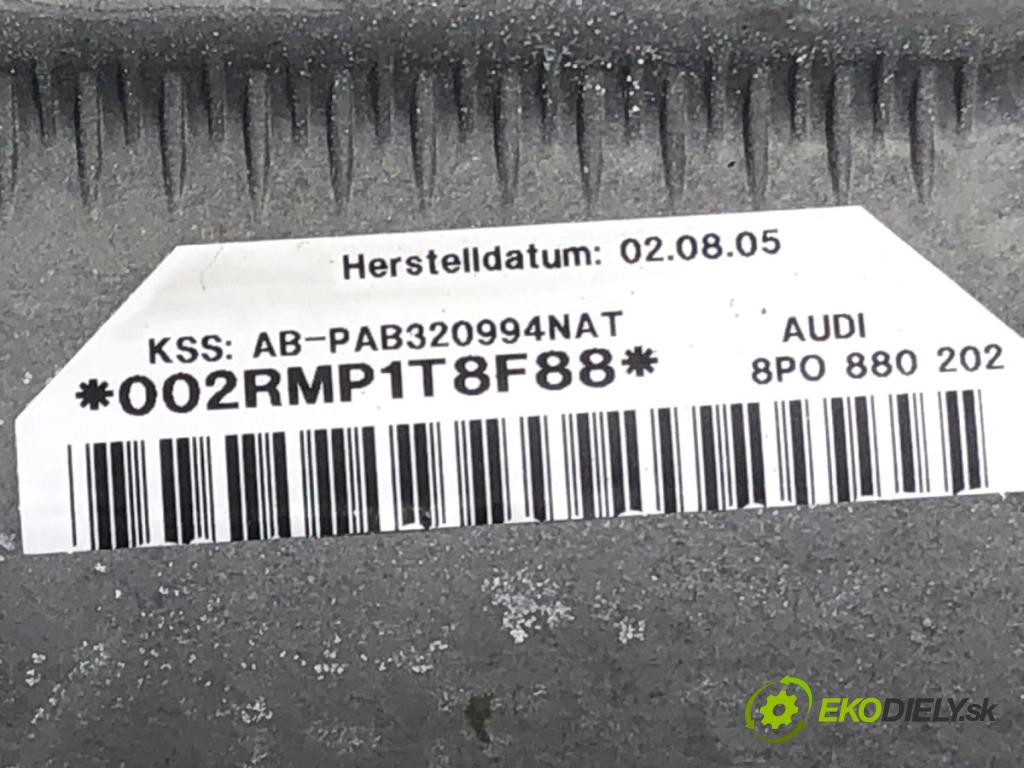 Herstelldatum: 02.08.05
KSS: AB-PAB320994NAT
*002RMP1T8F88*
AUDI
8P0 880 202
EKODIELY.sk